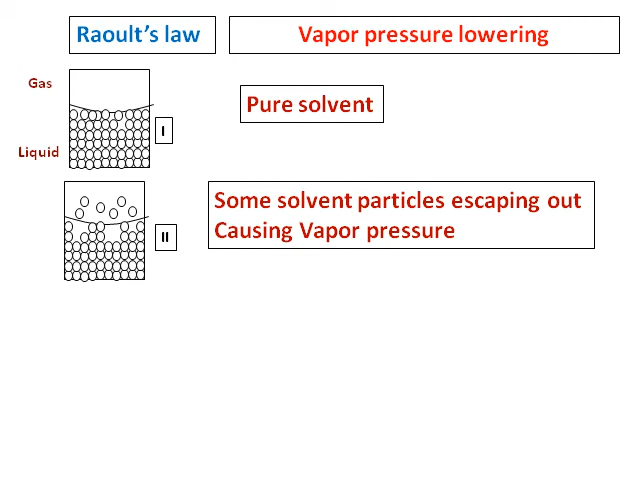 Raoult's law
Vapor pressure lowering
Gas
Pure solvent
I
Liquid
Some solvent particles escaping out
Causing Vapor pressure
II